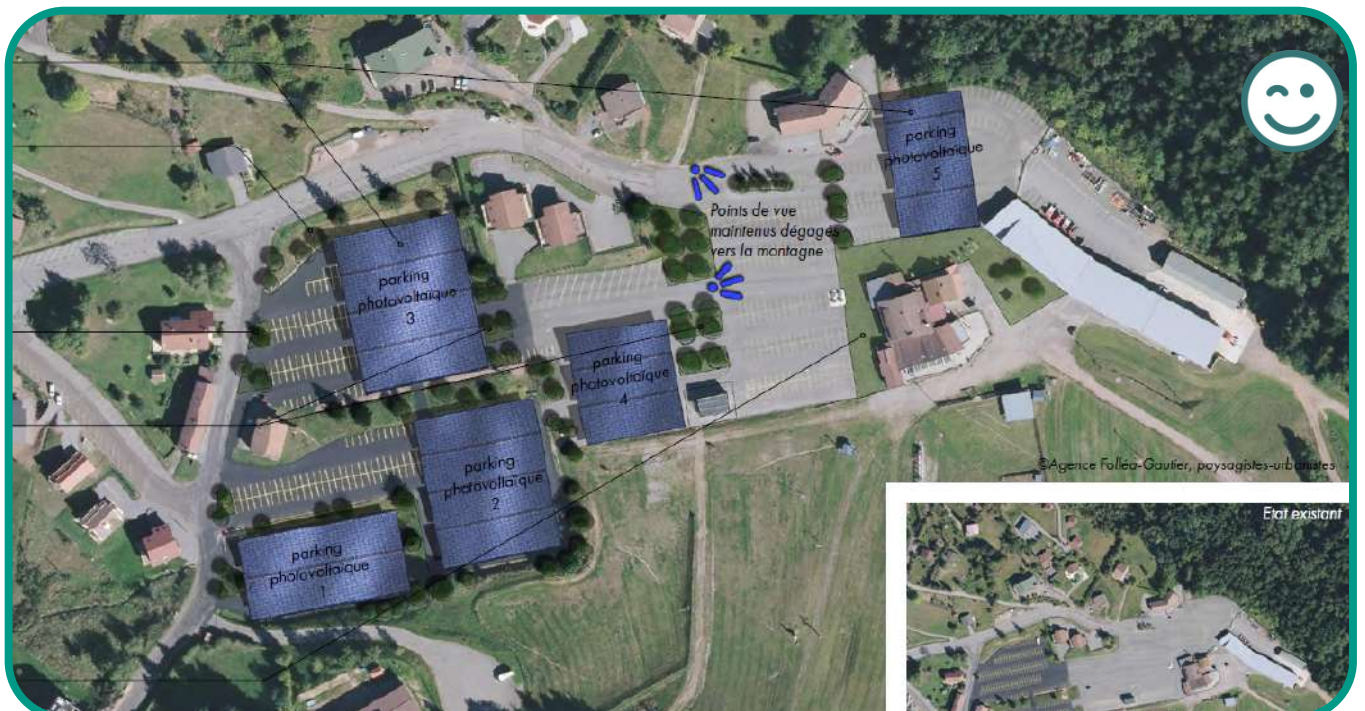 parking
photovoltaïque
5
Points de vue
maintenus dégagés
vers la montagne
parking
photovoltaïque
3
parking
photovoltaïque
4
parking
photovoltaïque
2
parking
photovoltaïque
1
©Agence Folléa-Gautier, paysagistes-urbanistes
Etat existant